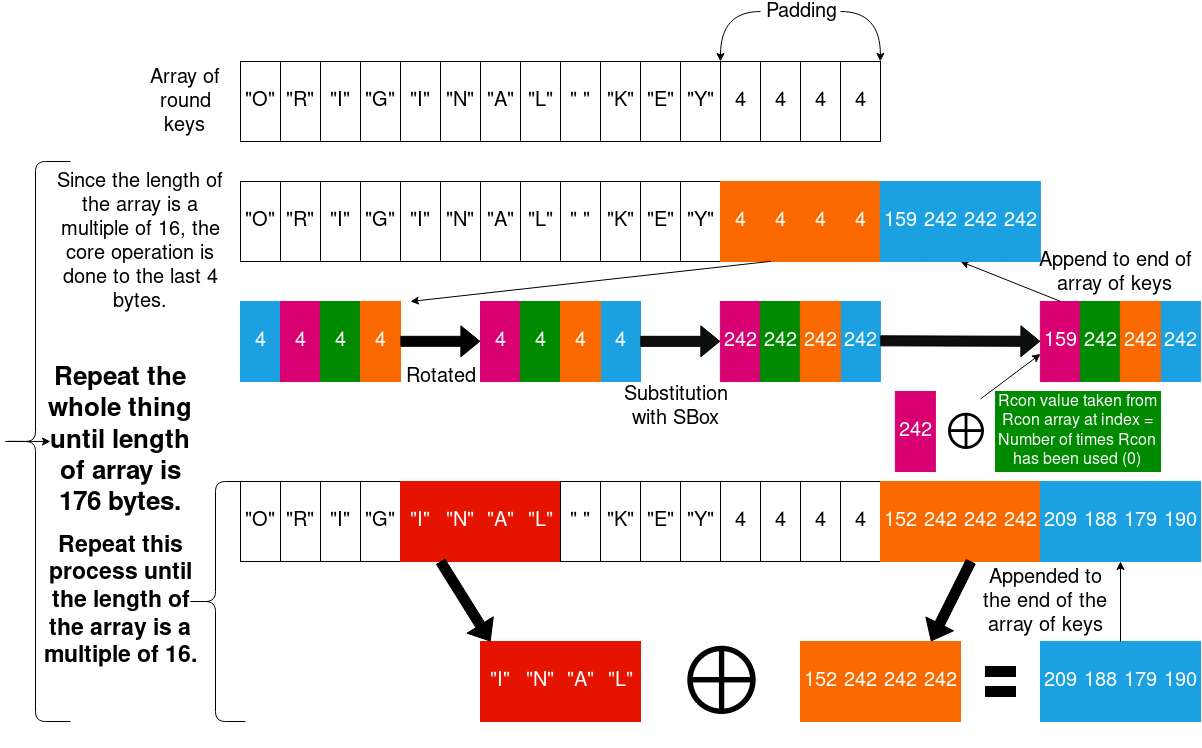 Padding
Array of
round
keys
"O" "R" "I" "G" "I" "N" "A" "L" " " "K" "E" "Y" 4 4 4 4
Since the length of
the array is a
multiple of 16, the
core operation is
done to the last 4
bytes.
"O" "R" "I" "G" "I" "N" "A" "L" " " "K" "E" "Y" 4 4 4 4 159 242 242 242
Append to end of
array of keys
4 4 4 4
Rotated
4 4 4 4
Substitution
with SBox
242 242 242 242
159 242 242 242
242
Rcon value taken from
Rcon array at index =
Number of times Rcon
has been used (0)
Repeat the
whole thing
until length
of array is
176 bytes.
Repeat this
process until
the length of
the array is a
multiple of 16.
"O" "R" "I" "G" "I" "N" "A" "L" " " "K" "E" "Y" 4 4 4 4 152 242 242 242 209 188 179 190
Appended to
the end of the
array of keys
"I" "N" "A" "L" 152 242 242 242 = 209 188 179 190